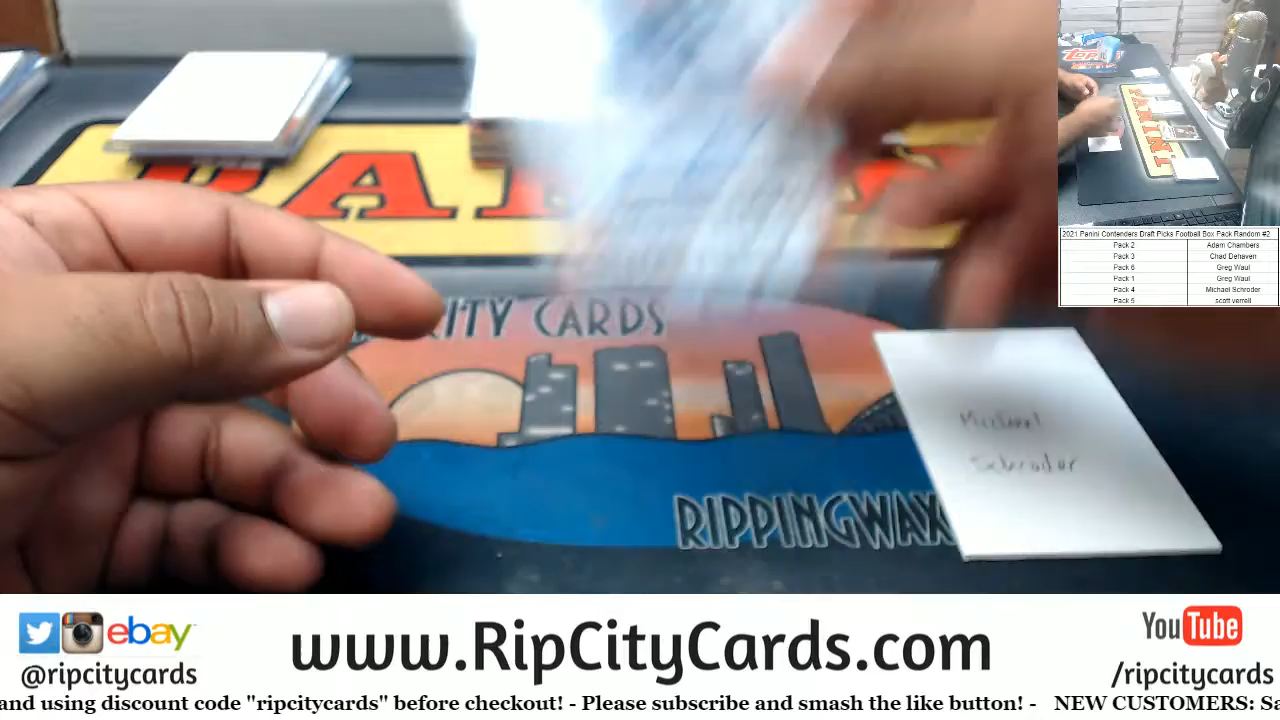 PANINI
CITY CARDS
RIPPINGWAX
Michael
Schroder
PANINI
2021 Panini Contenders Draft Picks Football Box Pack Random #2
Pack 2 Adam Chambers
Pack 3 Chad Dehaven
Pack 6 Greg Waul
Pack 1 Greg Waul
Pack 4 Michael Schroder
Pack 5 scott verrell
ebay
@ripcitycards
www.RipCityCards.com
YouTube
/ripcitycards
and using discount code "ripcitycards" before checkout! - Please subscribe and smash the like button! - NEW CUSTOMERS: Sa